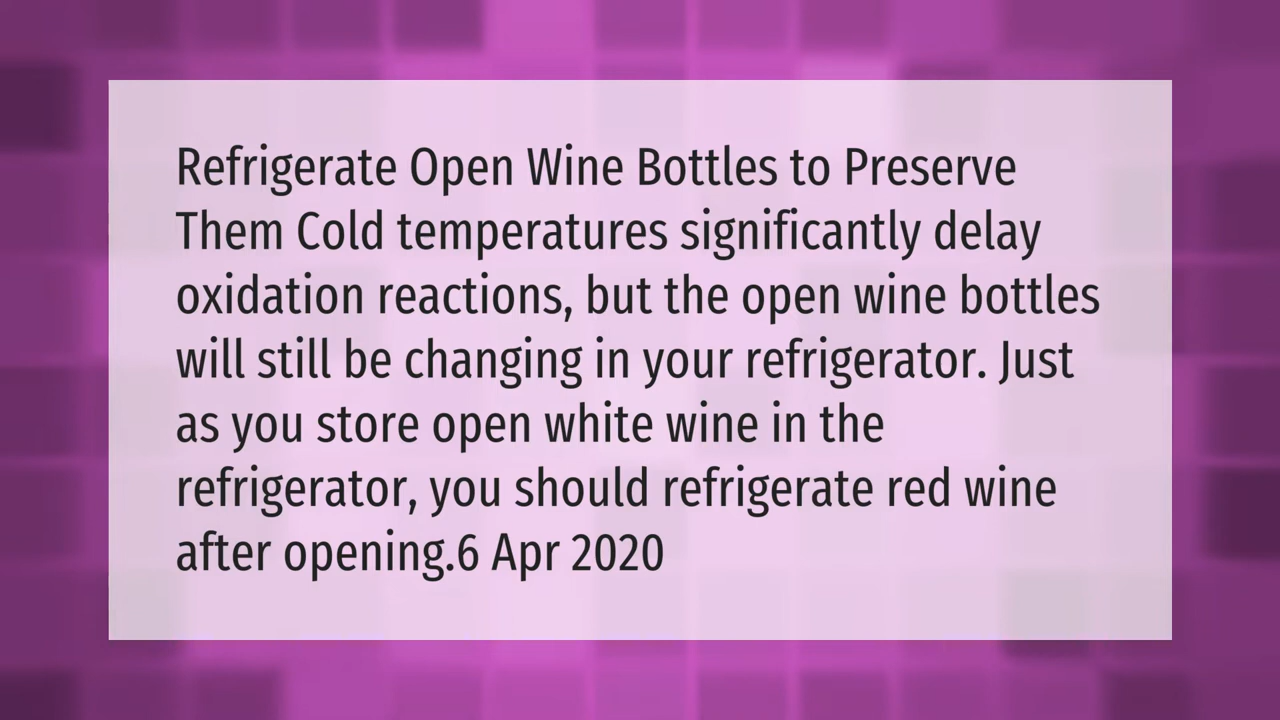 Refrigerate Open Wine Bottles to Preserve
Them Cold temperatures significantly delay
oxidation reactions, but the open wine bottles
will still be changing in your refrigerator. Just
as you store open white wine in the
refrigerator, you should refrigerate red wine
after opening.6 Apr 2020